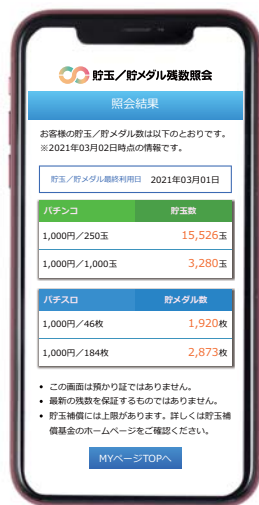 貯玉／貯メダル残数照会
照会結果
お客様の貯玉／貯メダル数は以下のとおりです。
※2021年03月02日時点の情報です。
貯玉／貯メダル最終利用日 2021年03月01日
パチンコ 貯玉数
1,000円／250玉 15,526玉
1,000円／1,000玉 3,280玉
パチスロ 貯メダル数
1,000円／46枚 1,920枚
1,000円／184枚 2,873枚
• この画面は預かり証ではありません。
• 最新の残数を保証するものではありません。
• 貯玉補償には上限があります。詳しくは貯玉補
償基金のホームページをご確認ください。
MYページTOPへ